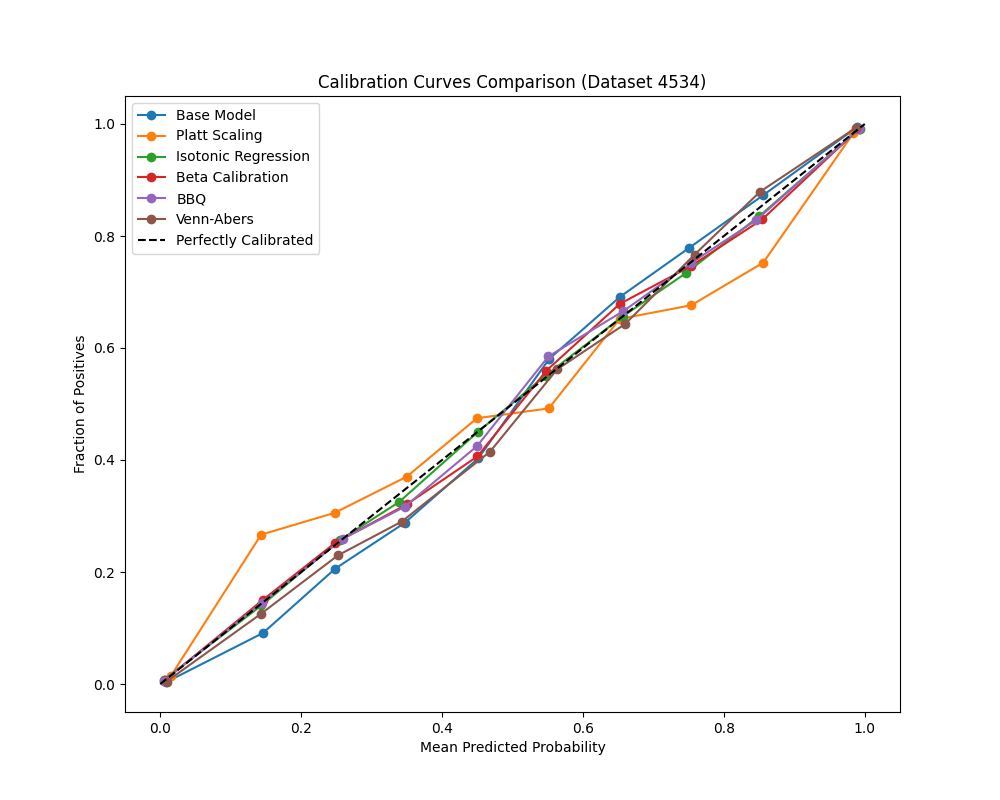 Calibration Curves Comparison (Dataset 4534)
Base Model
Platt Scaling
Isotonic Regression
Beta Calibration
BBQ
Venn-Abers
Perfectly Calibrated
Fraction of Positives
1.0
0.8
0.6
0.4
0.2
0.0
0.0 0.2 0.4 0.6 0.8 1.0
Mean Predicted Probability